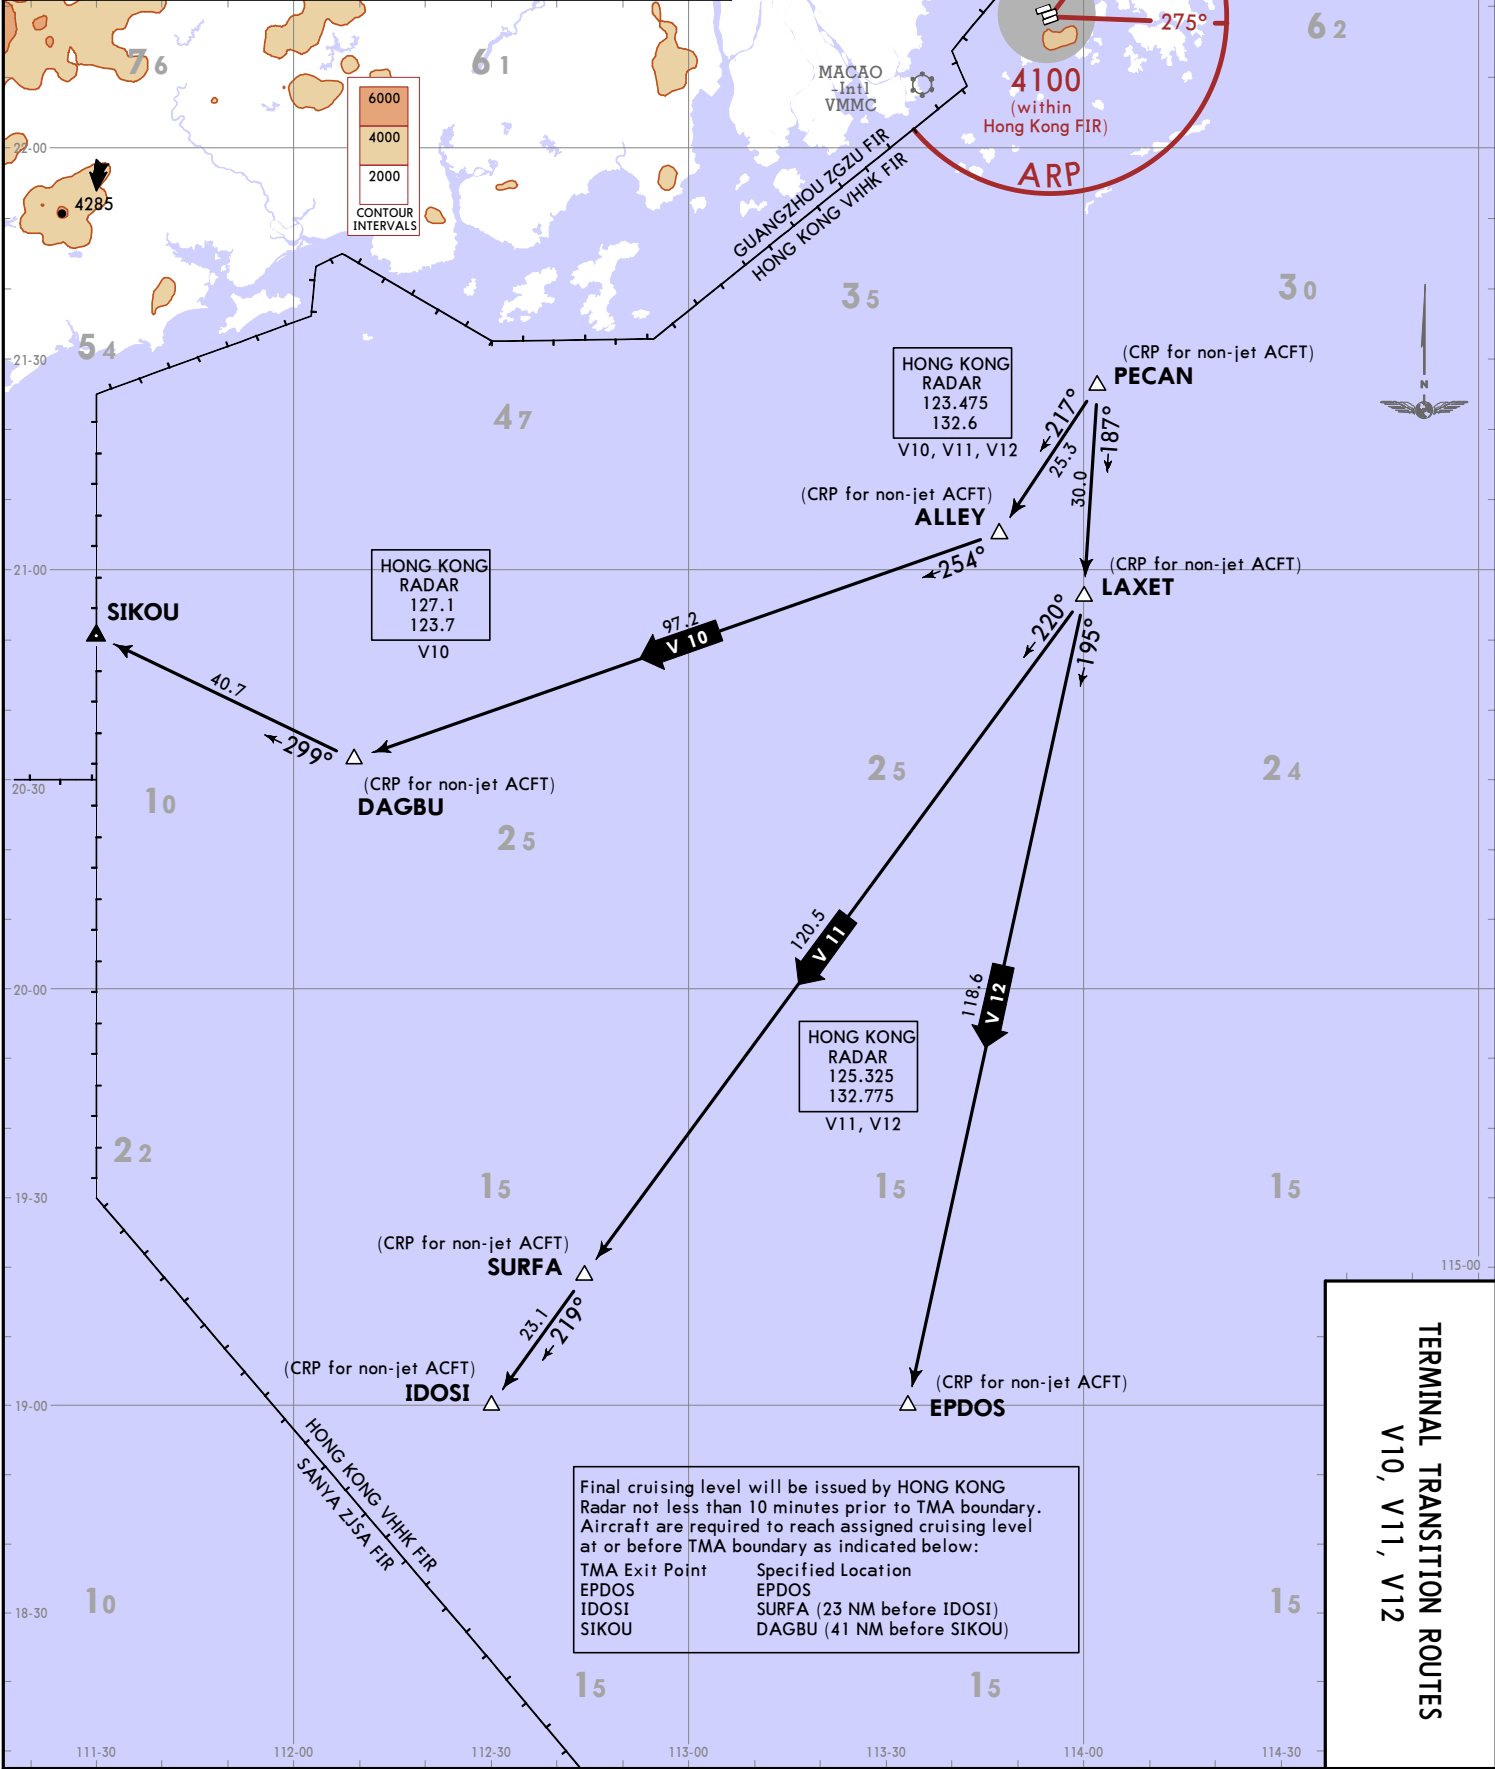 76
61
62
275°
MACAO
-Intl
VMMC
4100
(within
Hong Kong FIR)
ARP
6000
4000
2000
CONTOUR
INTERVALS
22-00
4285
GUANGZHOU ZGZU FIR
HONG KONG VHHK FIR
35
30
54
21-30
47
HONG KONG
RADAR
123.475
132.6
V10, V11, V12
(CRP for non-jet ACFT)
PECAN
217°
25.3
187°
30.0
N
(CRP for non-jet ACFT)
ALLEY
254°
21-00
(CRP for non-jet ACFT)
LAXET
220°
195°
HONG KONG
RADAR
127.1
123.7
V10
SIKOU
97.2
V 10
40.7
299°
(CRP for non-jet ACFT)
DAGBU
20-30
10
25
25
24
120.5
V 11
118.6
V 12
20-00
HONG KONG
RADAR
125.325
132.775
V11, V12
22
15
15
15
19-30
(CRP for non-jet ACFT)
SURFA
23.1
219°
(CRP for non-jet ACFT)
IDOSI
(CRP for non-jet ACFT)
EPDOS
19-00
115-00
HONG KONG VHHK FIR
SANYA ZJSA FIR
Final cruising level will be issued by HONG KONG
Radar not less than 10 minutes prior to TMA boundary.
Aircraft are required to reach assigned cruising level
at or before TMA boundary as indicated below:
TMA Exit Point Specified Location
EPDOS EPDOS
IDOSI SURFA (23 NM before IDOSI)
SIKOU DAGBU (41 NM before SIKOU)
10
18-30
15
15
15
TERMINAL TRANSITION ROUTES
V10, V11, V12
111-30
112-00
112-30
113-00
113-30
114-00
114-30